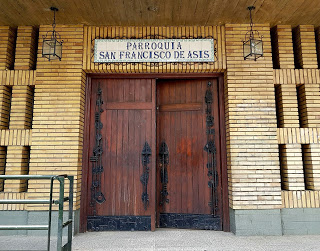 PARROQUIA
SAN FRANCISCO DE ASIS